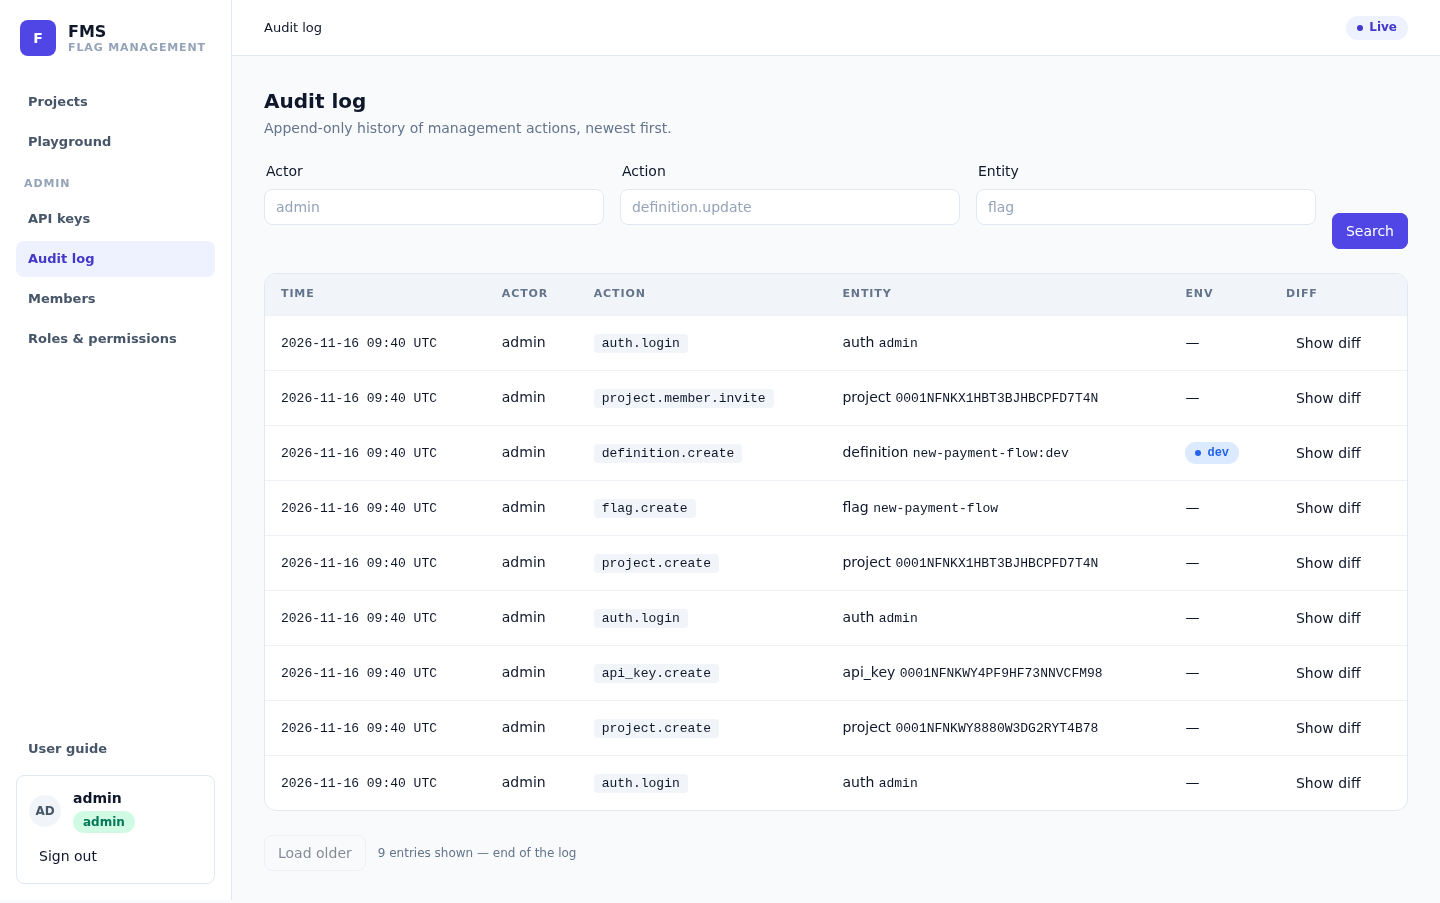 F
FMS
FLAG MANAGEMENT
Projects
Playground
ADMIN
API keys
Audit log
Members
Roles & permissions
User guide
AD
admin
admin
Sign out
Audit log
Live
Audit log
Append-only history of management actions, newest first.
Actor Action Entity
admin definition.update flag
Search
TIME ACTOR ACTION ENTITY ENV DIFF
2026-11-16 09:40 UTC admin auth.login auth admin — Show diff
2026-11-16 09:40 UTC admin project.member.invite project 0001NFNKX1HBT3BJHBCPFD7T4N — Show diff
2026-11-16 09:40 UTC admin definition.create definition new-payment-flow:dev dev Show diff
2026-11-16 09:40 UTC admin flag.create flag new-payment-flow — Show diff
2026-11-16 09:40 UTC admin project.create project 0001NFNKX1HBT3BJHBCPFD7T4N — Show diff
2026-11-16 09:40 UTC admin auth.login auth admin — Show diff
2026-11-16 09:40 UTC admin api_key.create api_key 0001NFNKWY4PF9HF73NNVCFM98 — Show diff
2026-11-16 09:40 UTC admin project.create project 0001NFNKWY8880W3DG2RYT4B78 — Show diff
2026-11-16 09:40 UTC admin auth.login auth admin — Show diff
Load older 9 entries shown — end of the log